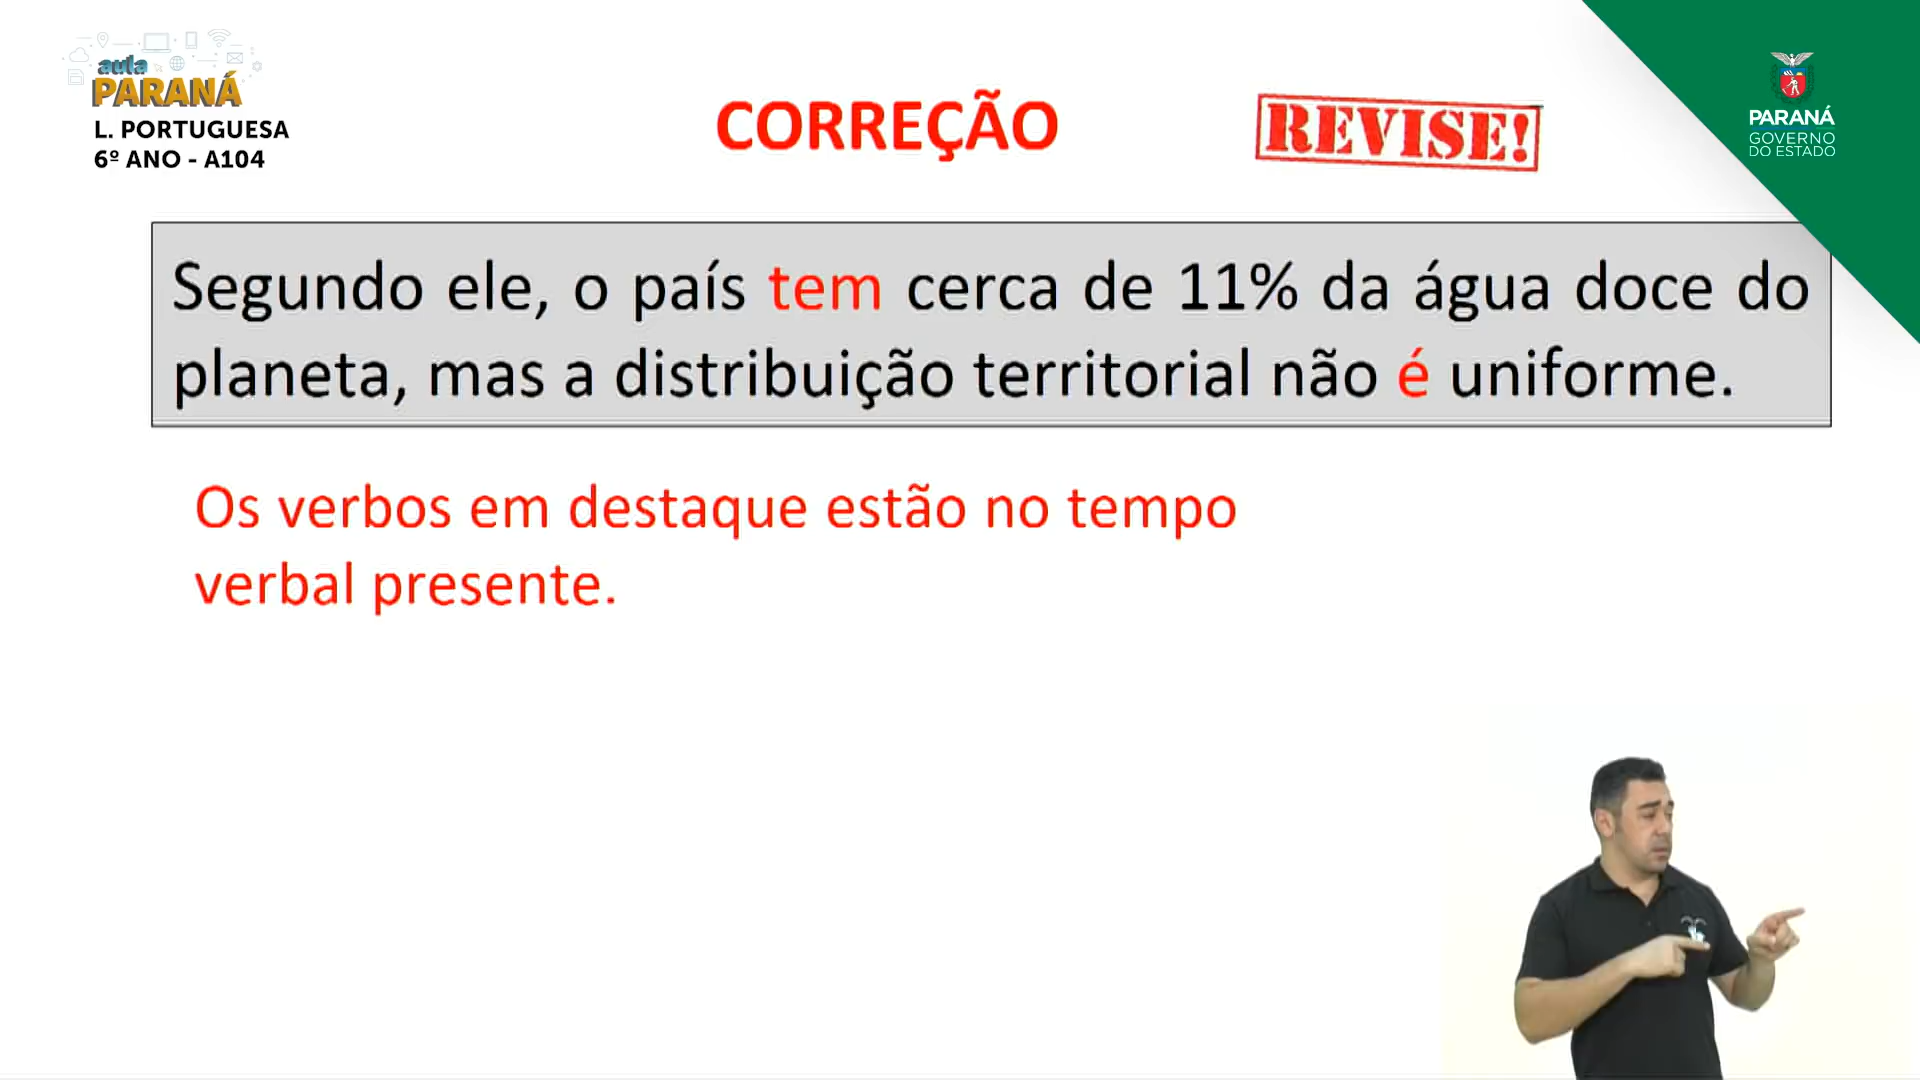 aula
PARANÁ
L. PORTUGUESA
6º ANO - A104
CORREÇÃO
REVISE!
PARANÁ
GOVERNO
DO ESTADO
Segundo ele, o país tem cerca de 11% da água doce do
planeta, mas a distribuição territorial não é uniforme.
Os verbos em destaque estão no tempo
verbal presente.